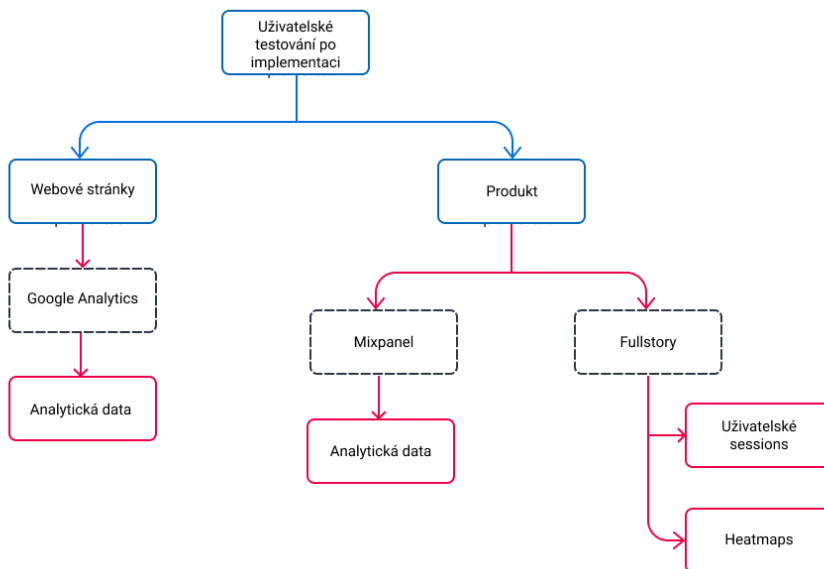 Uživatelské
testování po
implementaci
Webové stránky
Produkt
Google Analytics
Mixpanel
Fullstory
Analytická data
Analytická data
Uživatelské
sessions
Heatmaps